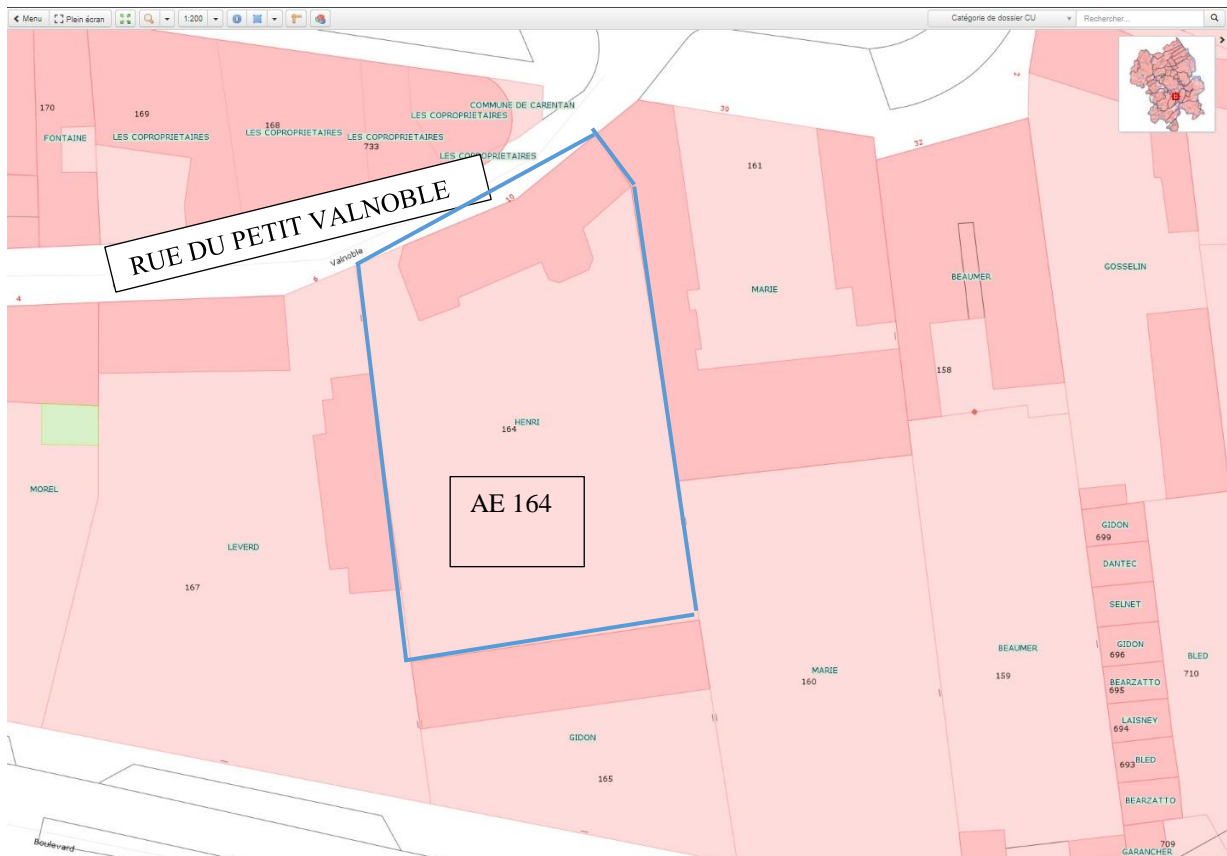 Menu
Plein écran
1:200
Catégorie de dossier CU
Rechercher...
COMMUNE DE CARENTAN
170
169
168
LES COPROPRIETAIRES
FONTAINE
LES COPROPRIETAIRES
LES COPROPRIETAIRES
LES COPROPRIETAIRES
733
LES COPROPRIETAIRES
30
32
2
161
RUE DU PETIT VALNOBLE
10
Valnoble
6
4
MARIE
BEAUMER
GOSSELIN
158
HENRI
164
AE 164
MOREL
LEVERD
167
GIDON
699
DANTEC
SELNET
GIDON
696
BEARZATTO
695
LAISNEY
694
BLED
693
BEARZATTO
BLED
710
BEAUMER
159
MARIE
160
GIDON
165
Boulevard
709
GARANCHER